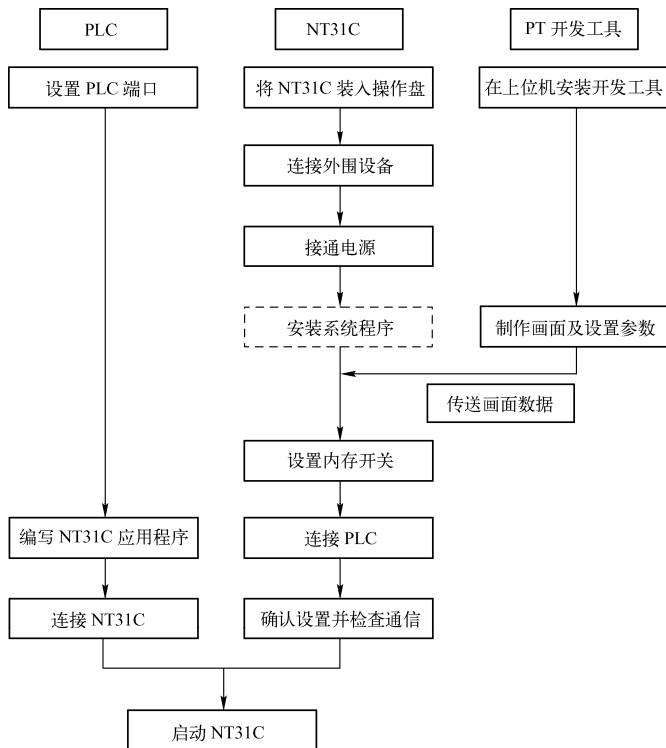 PLC
NT31C
PT 开发工具
设置 PLC 端口
将 NT31C 装入操作盘
在上位机安装开发工具
连接外围设备
接通电源
安装系统程序
制作画面及设置参数
传送画面数据
设置内存开关
编写 NT31C 应用程序
连接 PLC
连接 NT31C
确认设置并检查通信
启动 NT31C